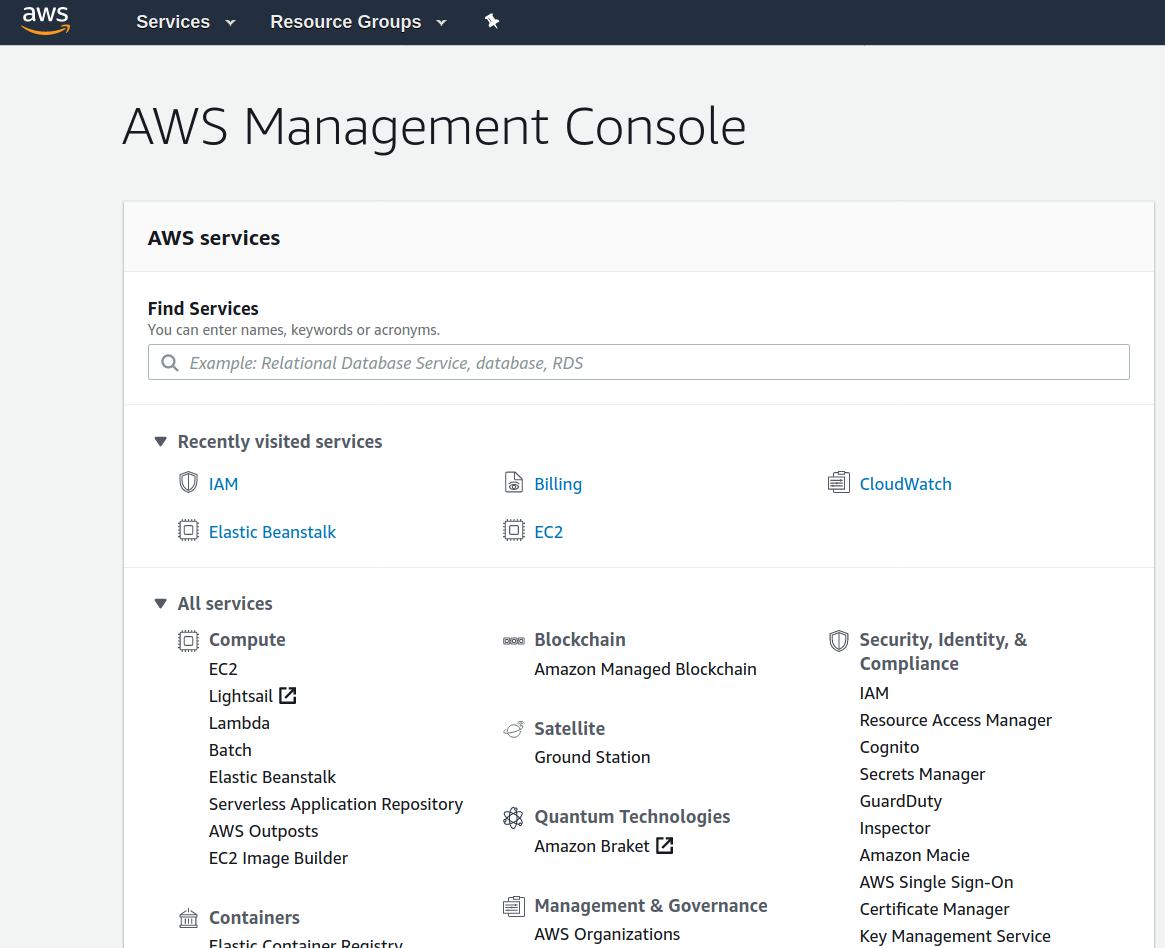 aws
Services
Resource Groups
AWS Management Console
AWS services
Find Services
You can enter names, keywords or acronyms.
Example: Relational Database Service, database, RDS
Recently visited services
IAM
Billing
CloudWatch
Elastic Beanstalk
EC2
All services
Compute
EC2
Lightsail
Lambda
Batch
Elastic Beanstalk
Serverless Application Repository
AWS Outposts
EC2 Image Builder
Containers
Elastic Container Registry
Blockchain
Amazon Managed Blockchain
Satellite
Ground Station
Quantum Technologies
Amazon Braket
Management & Governance
AWS Organizations
Security, Identity, &
Compliance
IAM
Resource Access Manager
Cognito
Secrets Manager
GuardDuty
Inspector
Amazon Macie
AWS Single Sign-On
Certificate Manager
Key Management Service